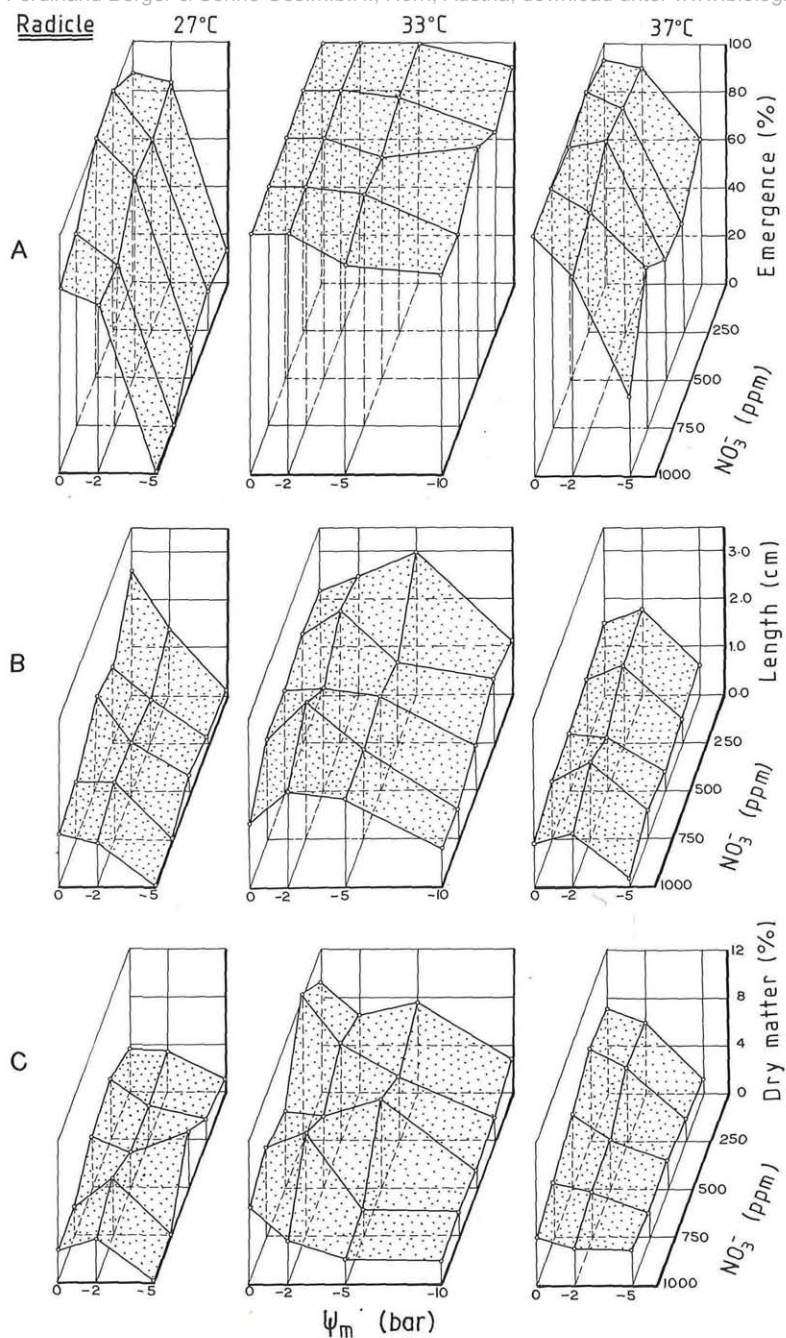 Radicle 27°C 33°C 37°C
100
80
60
40
20
0
Emergence (%)
A
250
500
750
1000
NO₃⁻ (ppm)
0 -2 -5 0 -2 -5 -10 0 -2 -5
3.0
2.0
1.0
0.0
Length (cm)
B
250
500
750
1000
NO₃⁻ (ppm)
0 -2 -5 0 -2 -5 -10 0 -2 -5
12
8
4
0
Dry matter (%)
C
250
500
750
1000
NO₃⁻ (ppm)
0 -2 -5 0 -2 -5 -10 0 -2 -5
Ψm (bar)